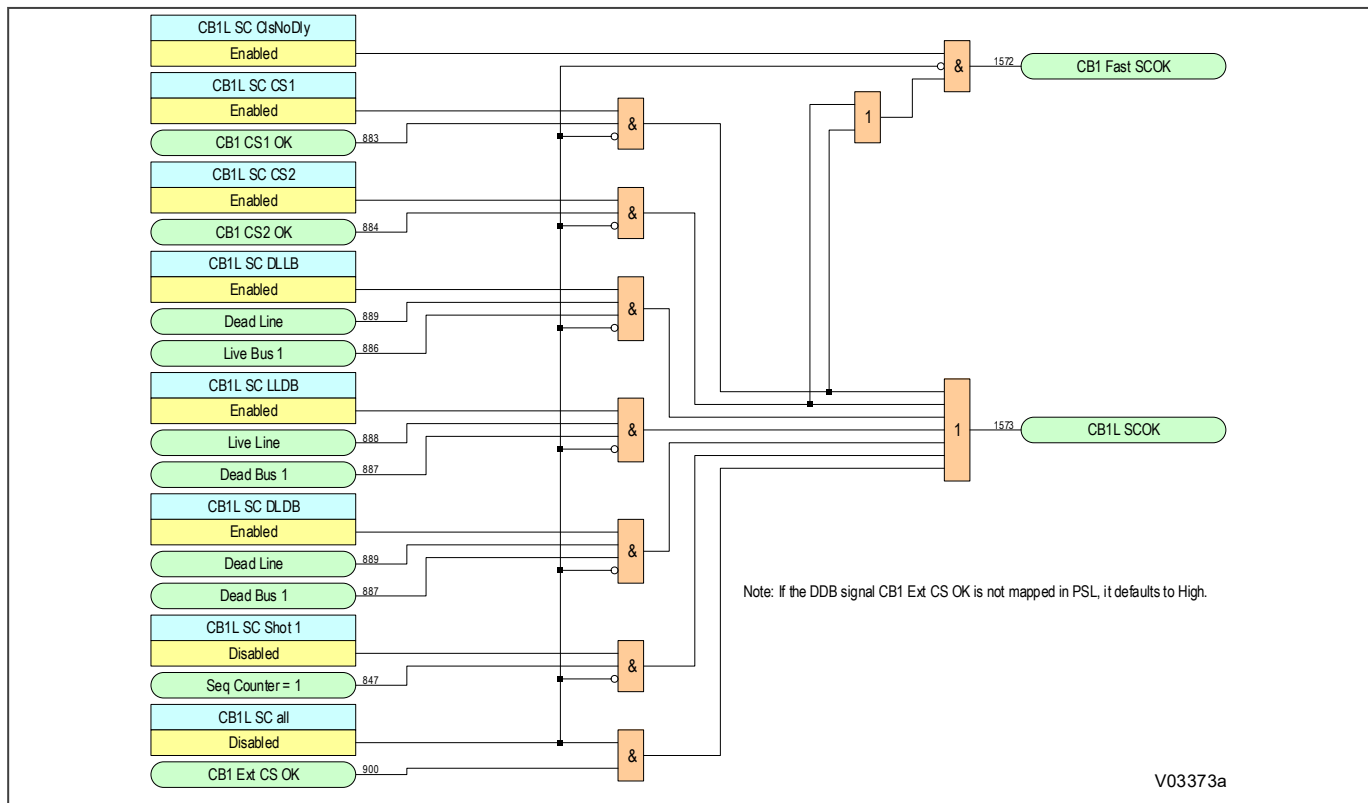 CB1L SC ClsNoDly
Enabled
CB1L SC CS1
Enabled
CB1 CS1 OK
883
CB1L SC CS2
Enabled
CB1 CS2 OK
884
CB1L SC DLLB
Enabled
Dead Line
889
Live Bus 1
886
CB1L SC LLDB
Enabled
Live Line
888
Dead Bus 1
887
CB1L SC DLDB
Enabled
Dead Line
889
Dead Bus 1
887
CB1L SC Shot 1
Disabled
Seq Counter = 1
847
CB1L SC all
Disabled
CB1 Ext CS OK
900
&
&
&
&
&
&
&
&
1
1
1572
CB1 Fast SCOK
1573
CB1L SCOK
Note: If the DDB signal CB1 Ext CS OK is not mapped in PSL, it defaults to High.
V03373a